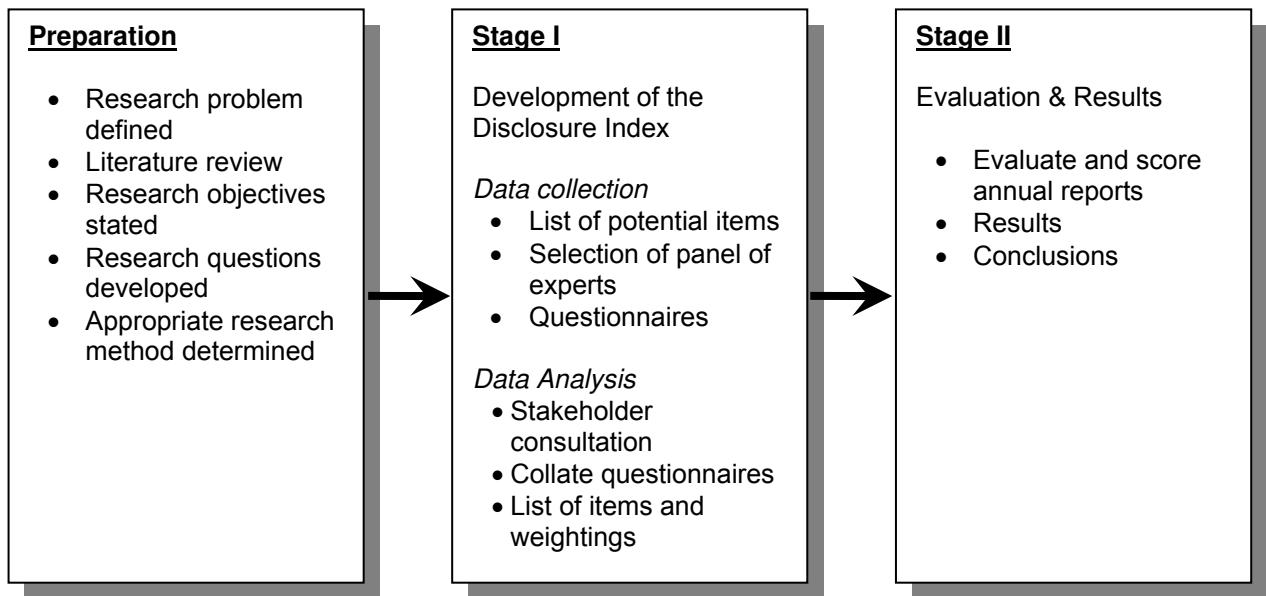 Preparation
• Research problem
defined
• Literature review
• Research objectives
stated
• Research questions
developed
• Appropriate research
method determined
Stage I
Development of the
Disclosure Index
Data collection
• List of potential items
• Selection of panel of
experts
• Questionnaires
Data Analysis
• Stakeholder
consultation
• Collate questionnaires
• List of items and
weightings
Stage II
Evaluation & Results
• Evaluate and score
annual reports
• Results
• Conclusions